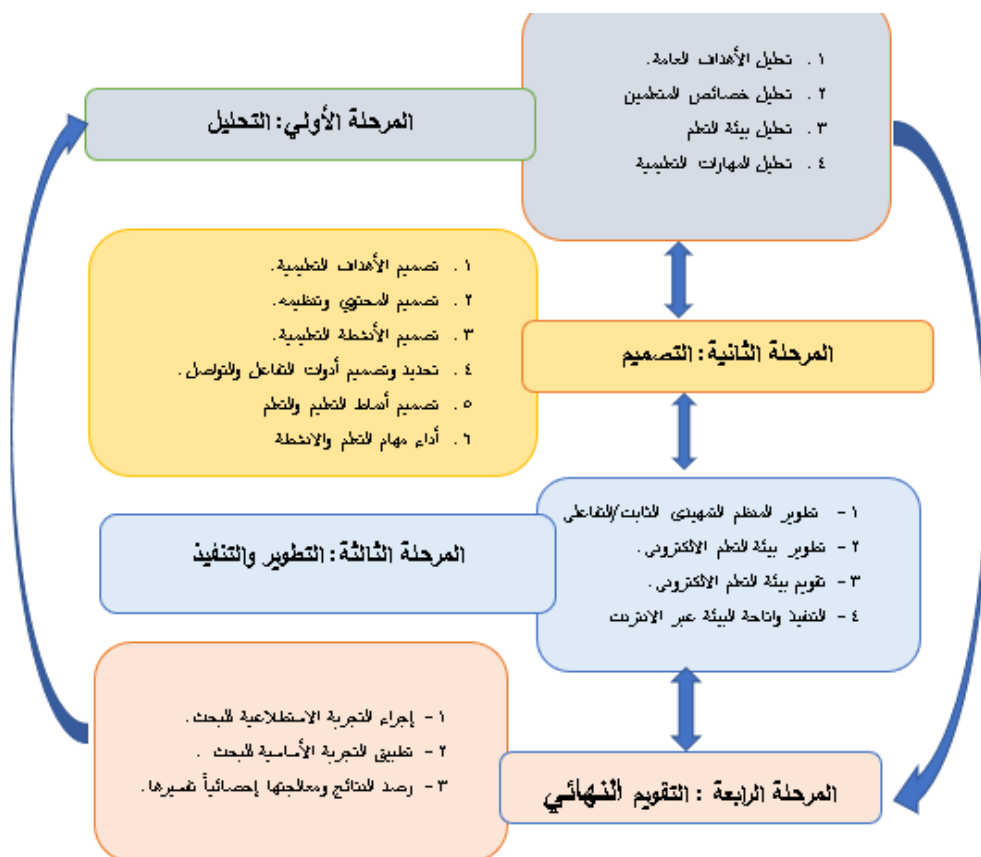 المرحلة الأولي: التحليل
١ . تحليل الأهداف العامة.
٢ . تحليل خصائص المتعلمين
٣ . تحليل بيئة التعلم
٤ . تحليل المهارات التعليمية
المرحلة الثانية: التصميم
١ . تصميم الأهداف التعليمية.
٢ . تصميم المحتوي وتنظيمه.
٣ . تصميم الأنشطة التعليمية.
٤ . تحديد وتصميم أدوات التفاعل والتواصل.
٥ . تصميم أنماط التعليم والتعلم
٦ . أداء مهام التعلم والانشطة
المرحلة الثالثة: التطوير والتنفيذ
١- تطوير المنظم التمهيدى الثابت/التفاعلى
٢- تطوير بيئة التعلم الالكترونى.
٣- تقويم بيئة التعلم الالكترونى.
٤- التنفيذ واتاحة البيئة عبر الانترنت
المرحلة الرابعة : التقويم النهائي
١- إجراء التجربة الاستطلاعية للبحث.
٢- تطبيق التجربة الأساسية للبحث .
٣- رصد النتائج ومعالجتها إحصائياً تفسيرها.